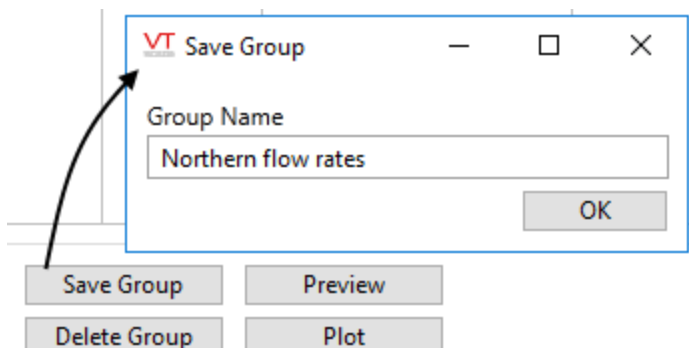 VT Save Group
Group Name
Northern flow rates
OK
Save Group Preview
Delete Group Plot